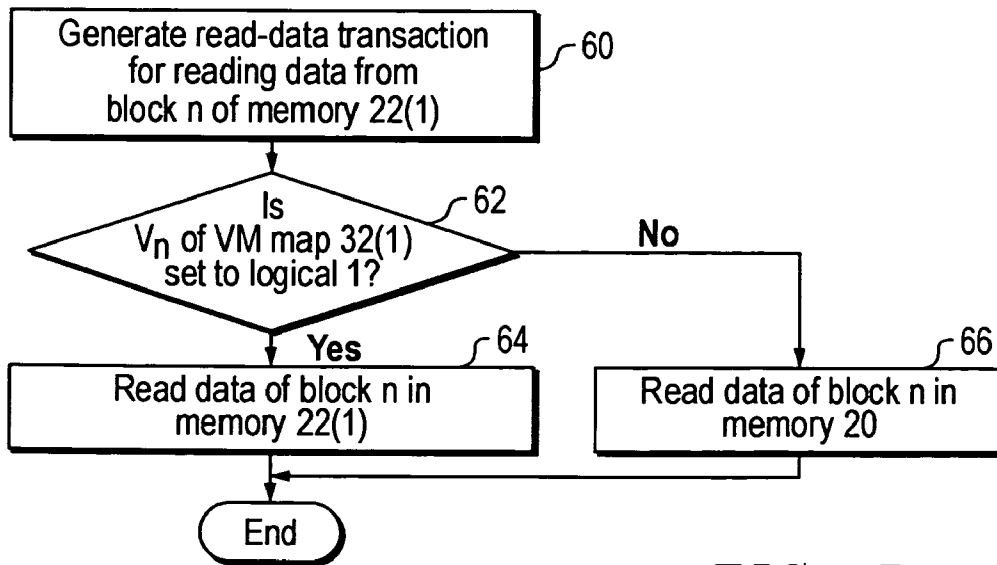 Generate read-data transaction
for reading data from
block n of memory 22(1)
60
Is
Vn of VM map 32(1)
set to logical 1?
62
No
Yes
64
Read data of block n in
memory 22(1)
66
Read data of block n in
memory 20
End